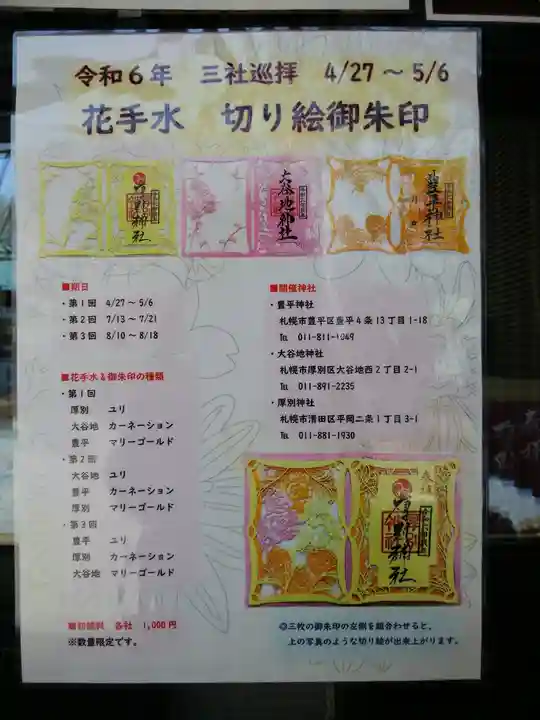 令和6年 三社巡拝 4/27～5/6
花手水 切り絵御朱印
大谷地神社
豊平神社
■期日
・第1回 4/27～5/6
・第2回 7/13～7/21
・第3回 8/10～8/18
■花手水&御朱印の種類
・第1回
厚別 ユリ
大谷地 カーネーション
豊平 マリーゴールド
・第2回
大谷地 ユリ
豊平 カーネーション
厚別 マリーゴールド
・第3回
豊平 ユリ
厚別 カーネーション
大谷地 マリーゴールド
■初穂料 各社 1,000円
※数量限定です。
■開催神社
・豊平神社
札幌市豊平区豊平4条13丁目1-18
℡ 011-811-1049
・大谷地神社
札幌市厚別区大谷地西2丁目2-1
℡ 011-891-2235
・厚別神社
札幌市清田区平岡二条1丁目3-1
℡ 011-881-1930
◎三枚の御朱印の左側を組合わせると、
上の写真のような切り絵が出来上がります。